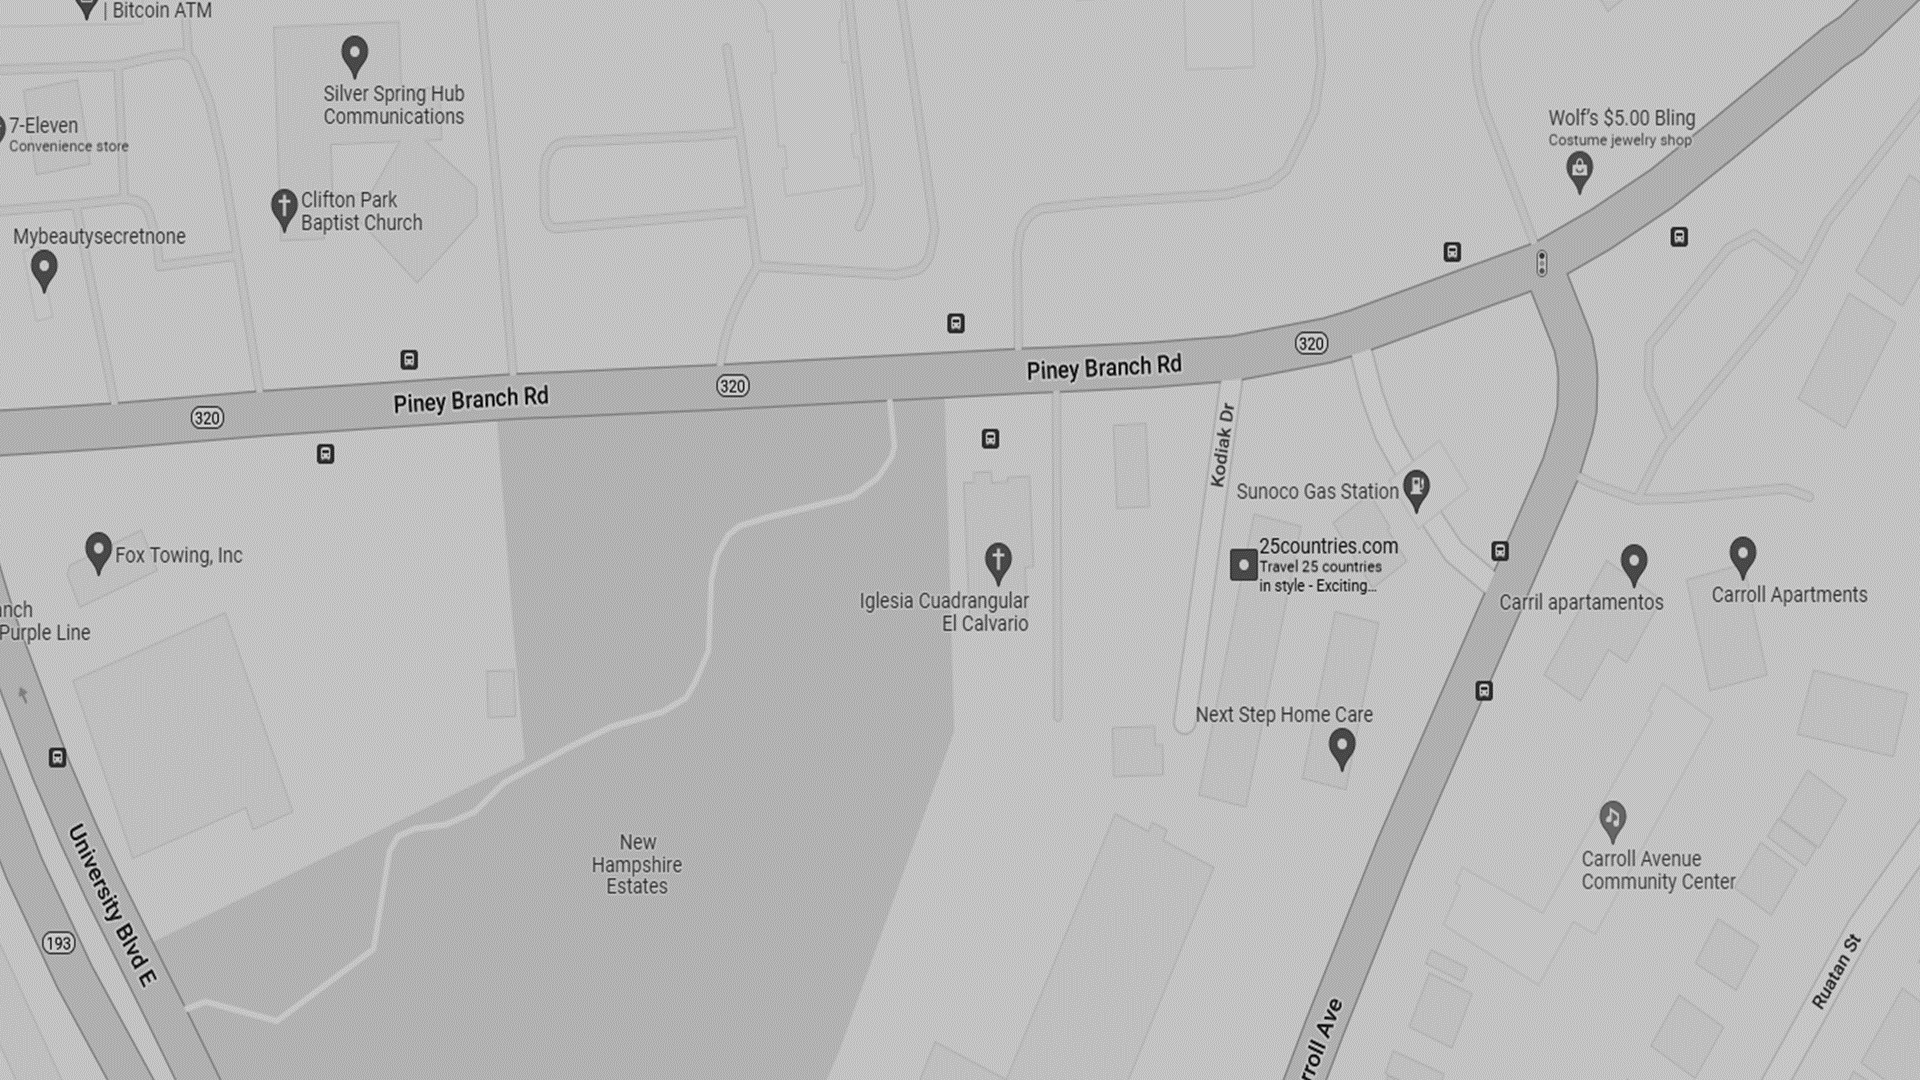 | Bitcoin ATM
Silver Spring Hub
Communications
7-Eleven
Convenience store
Wolf's $5.00 Bling
Costume jewelry shop
Clifton Park
Baptist Church
Mybeautysecretnone
320
Piney Branch Rd
320
Piney Branch Rd
320
Kodiak Dr
Sunoco Gas Station
25countries.com
Travel 25 countries
in style - Exciting...
Fox Towing, Inc
Iglesia Cuadrangular
El Calvario
Carril apartamentos
Carroll Apartments
anch
Purple Line
Next Step Home Care
New
Hampshire
Estates
University Blvd E
193
Carroll Avenue
Community Center
Ruatan St
rroll Ave